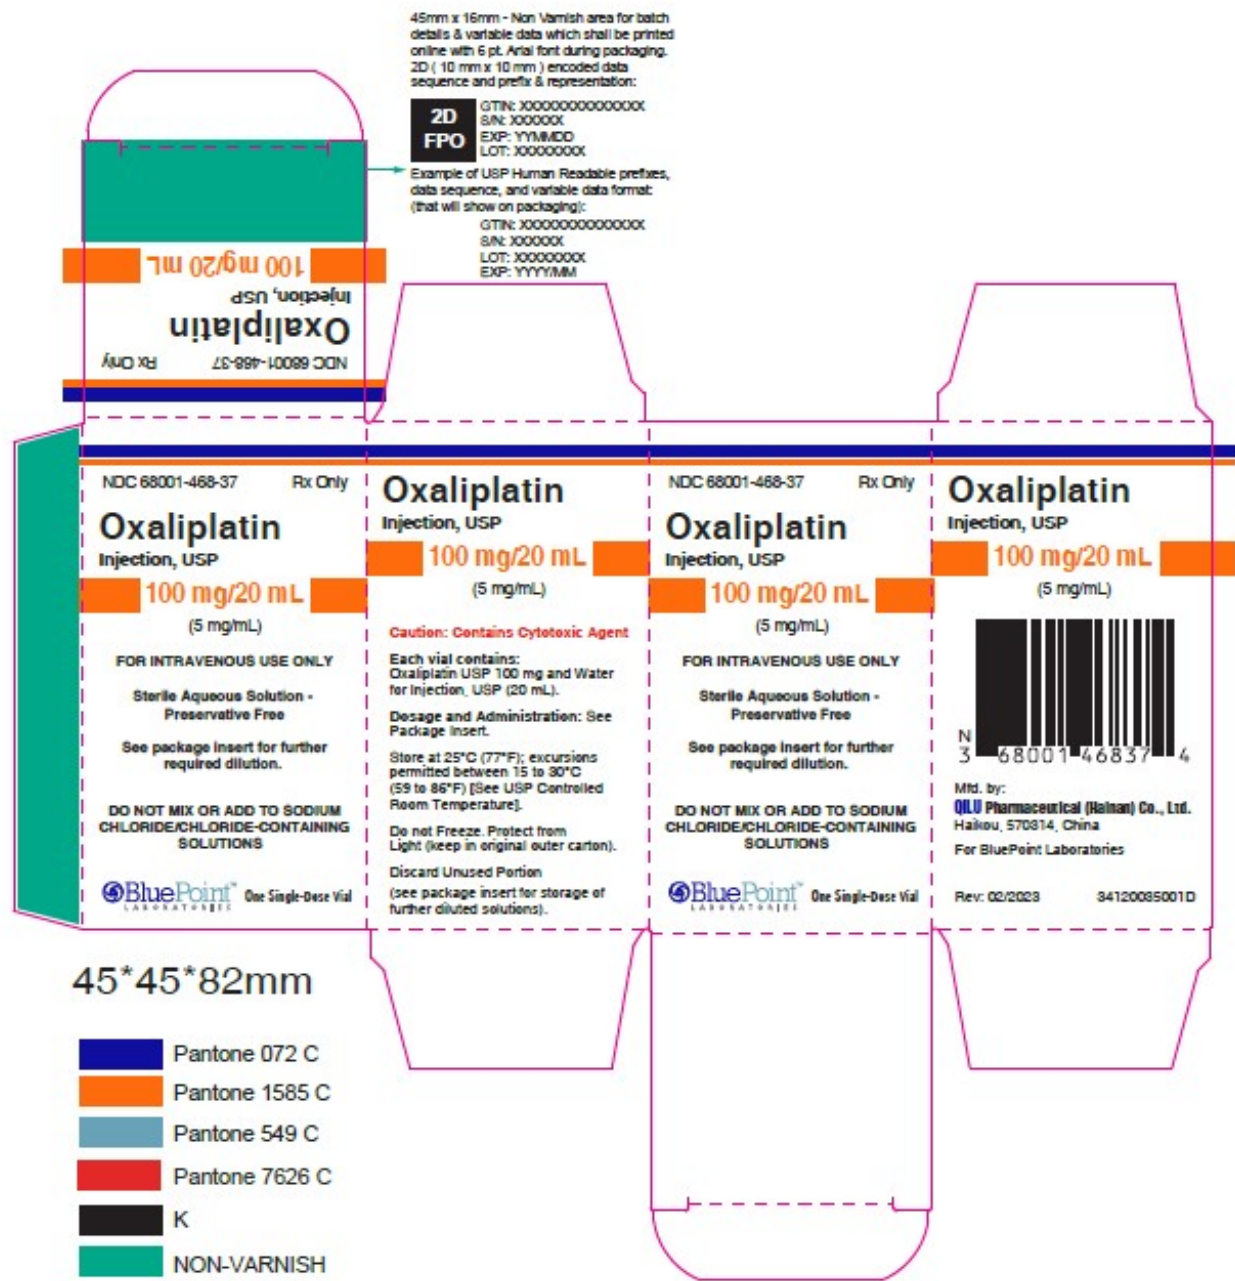 45mm x 16mm - Non Varnish area for batch
details & variable data which shall be printed
online with 6 pt. Arial font during packaging.
2D ( 10 mm x 10 mm ) encoded data
sequence and prefix & representation:
2D
FPO
GTIN: XXXXXXXXXXXXXXX
S/N: XXXXXX
EXP: YYMMDD
LOT: XXXXXXXX
Example of USP Human Readable prefixes,
data sequence, and variable data format:
(that will show on packaging):
GTIN: XXXXXXXXXXXXXXX
S/N: XXXXXX
LOT: XXXXXXXX
EXP: YYYY/MM
NDC 68001-468-37 Rx Only
Oxaliplatin
Injection, USP
100 mg/20 mL
NDC 68001-468-37 Rx Only
Oxaliplatin
Injection, USP
100 mg/20 mL
(5 mg/mL)
FOR INTRAVENOUS USE ONLY
Sterile Aqueous Solution -
Preservative Free
See package insert for further
required dilution.
DO NOT MIX OR ADD TO SODIUM
CHLORIDE/CHLORIDE-CONTAINING
SOLUTIONS
BluePoint™ One Single-Dose Vial
LABORATORIES
Oxaliplatin
Injection, USP
100 mg/20 mL
(5 mg/mL)
Caution: Contains Cytotoxic Agent
Each vial contains:
Oxaliplatin USP 100 mg and Water
for Injection, USP (20 mL).
Dosage and Administration: See
Package Insert.
Store at 25°C (77°F); excursions
permitted between 15 to 30°C
(59 to 86°F) [See USP Controlled
Room Temperature].
Do not Freeze. Protect from
Light (keep in original outer carton).
Discard Unused Portion
(see package insert for storage of
further diluted solutions).
NDC 68001-468-37 Rx Only
Oxaliplatin
Injection, USP
100 mg/20 mL
(5 mg/mL)
FOR INTRAVENOUS USE ONLY
Sterile Aqueous Solution -
Preservative Free
See package insert for further
required dilution.
DO NOT MIX OR ADD TO SODIUM
CHLORIDE/CHLORIDE-CONTAINING
SOLUTIONS
BluePoint™ One Single-Dose Vial
LABORATORIES
Oxaliplatin
Injection, USP
100 mg/20 mL
(5 mg/mL)
N
3 68001 46837 4
Mfd. by:
QILU Pharmaceutical (Hainan) Co., Ltd.
Haikou, 570314, China
For BluePoint Laboratories
Rev: 02/2023 34120035001D
45*45*82mm
Pantone 072 C
Pantone 1585 C
Pantone 549 C
Pantone 7626 C
K
NON-VARNISH